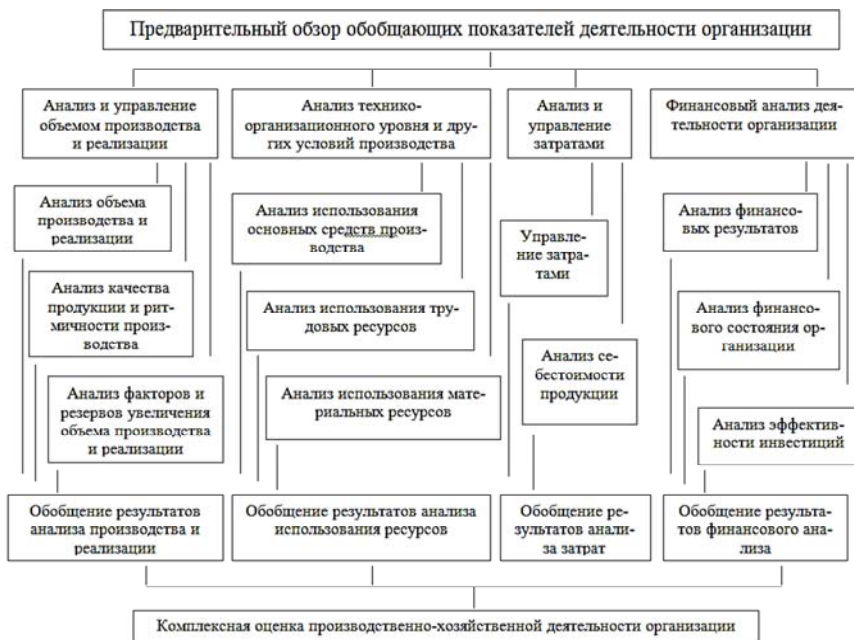 Предварительный обзор обобщающих показателей деятельности организации
Анализ и управление
объемом производства
и реализации
Анализ технико-
организационного уровня и дру-
гих условий производства
Анализ и
управление
затратами
Финансовый анализ дея-
тельности организации
Анализ объема
производства и
реализации
Анализ использования
основных средств произ-
водства
Управле-
ние затра-
тами
Анализ финансо-
вых результатов
Анализ качества
продукции и рит-
мичности произ-
водства
Анализ использования тру-
довых ресурсов
Анализ се-
бестоимости
продукции
Анализ финансо-
вого состояния ор-
ганизации
Анализ факторов и
резервов увеличения
объема производства
и реализации
Анализ использования мате-
риальных ресурсов
Анализ эффектив-
ности инвестиций
Обобщение результатов
анализа производства и
реализации
Обобщение результатов анализа
использования ресурсов
Обобщение ре-
зультатов анали-
за затрат
Обобщение результа-
тов финансового ана-
лиза
Комплексная оценка производственно-хозяйственной деятельности организации